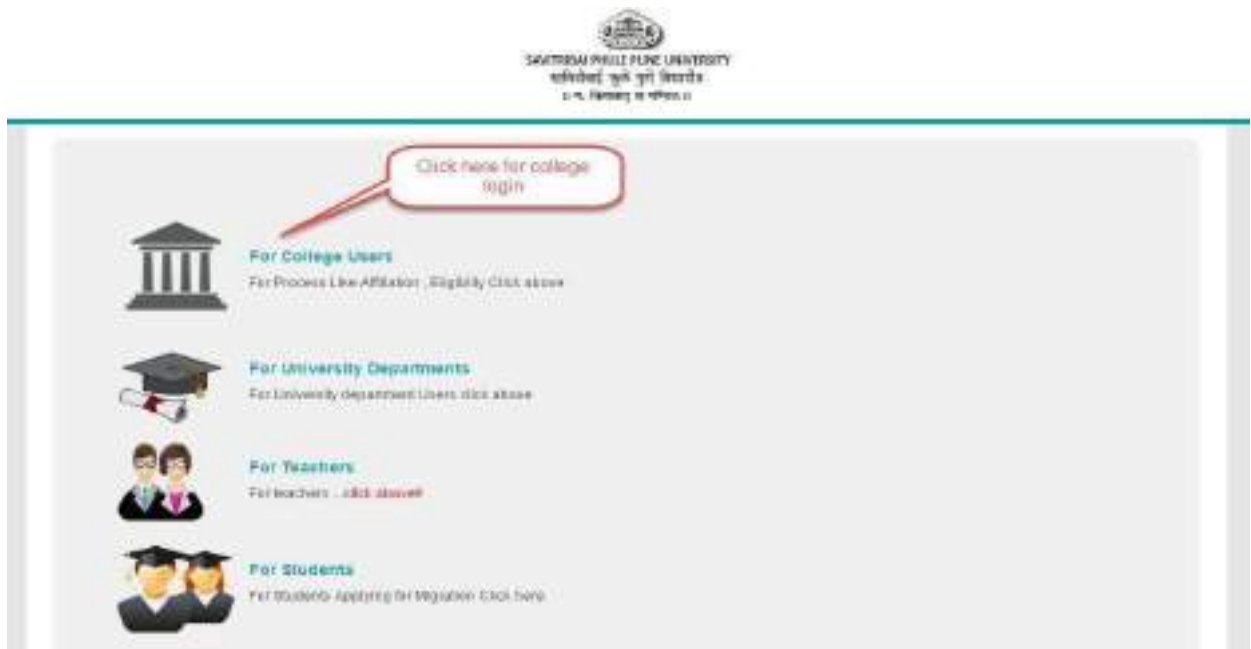 SAVITRIBAI PHULE PUNE UNIVERSITY
सावित्रीबाई फुले पुणे विद्यापीठ
Click here for college
login
For College Users
For Process Like Affiliation , Eligibility Click above
For University Departments
For University department Users click above
For Teachers
For teachers .. click above!!
For Students
For Students Applying for Migration Click here